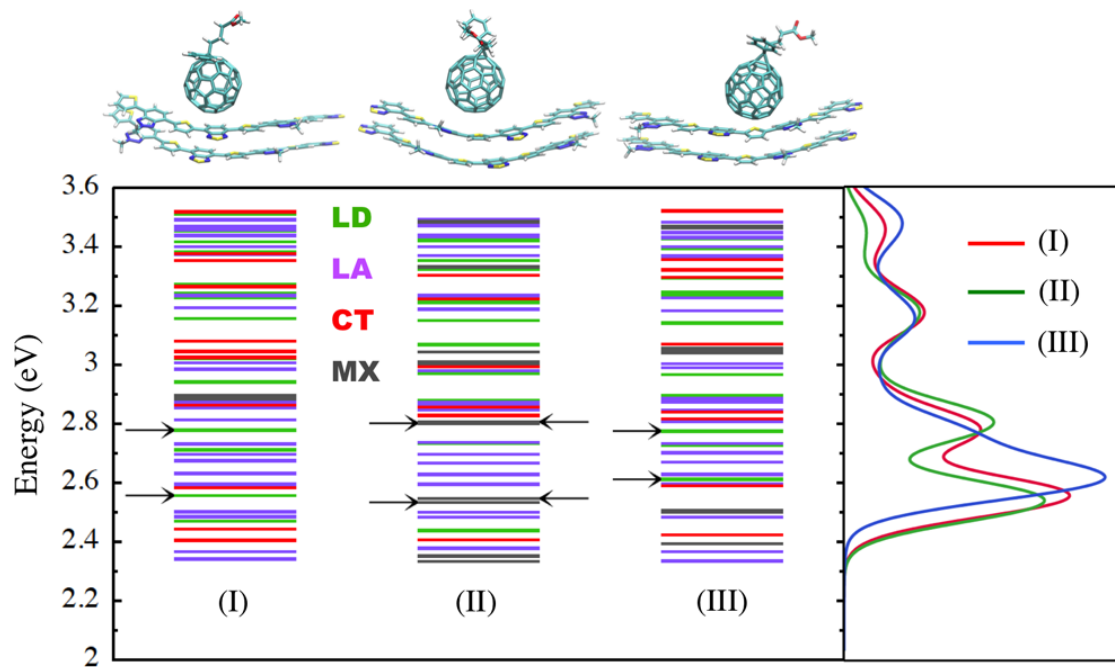 3.6
3.4
3.2
3
2.8
2.6
2.4
2.2
2
Energy (eV)
LD
LA
CT
MX
(I)
(II)
(III)
(I)
(II)
(III)